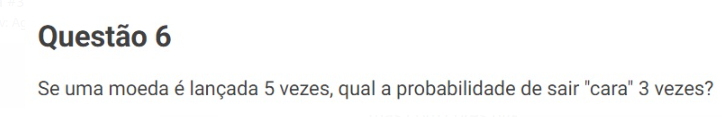 Questão 6
Se uma moeda é lançada 5 vezes, qual a probabilidade de sair "cara" 3 vezes?